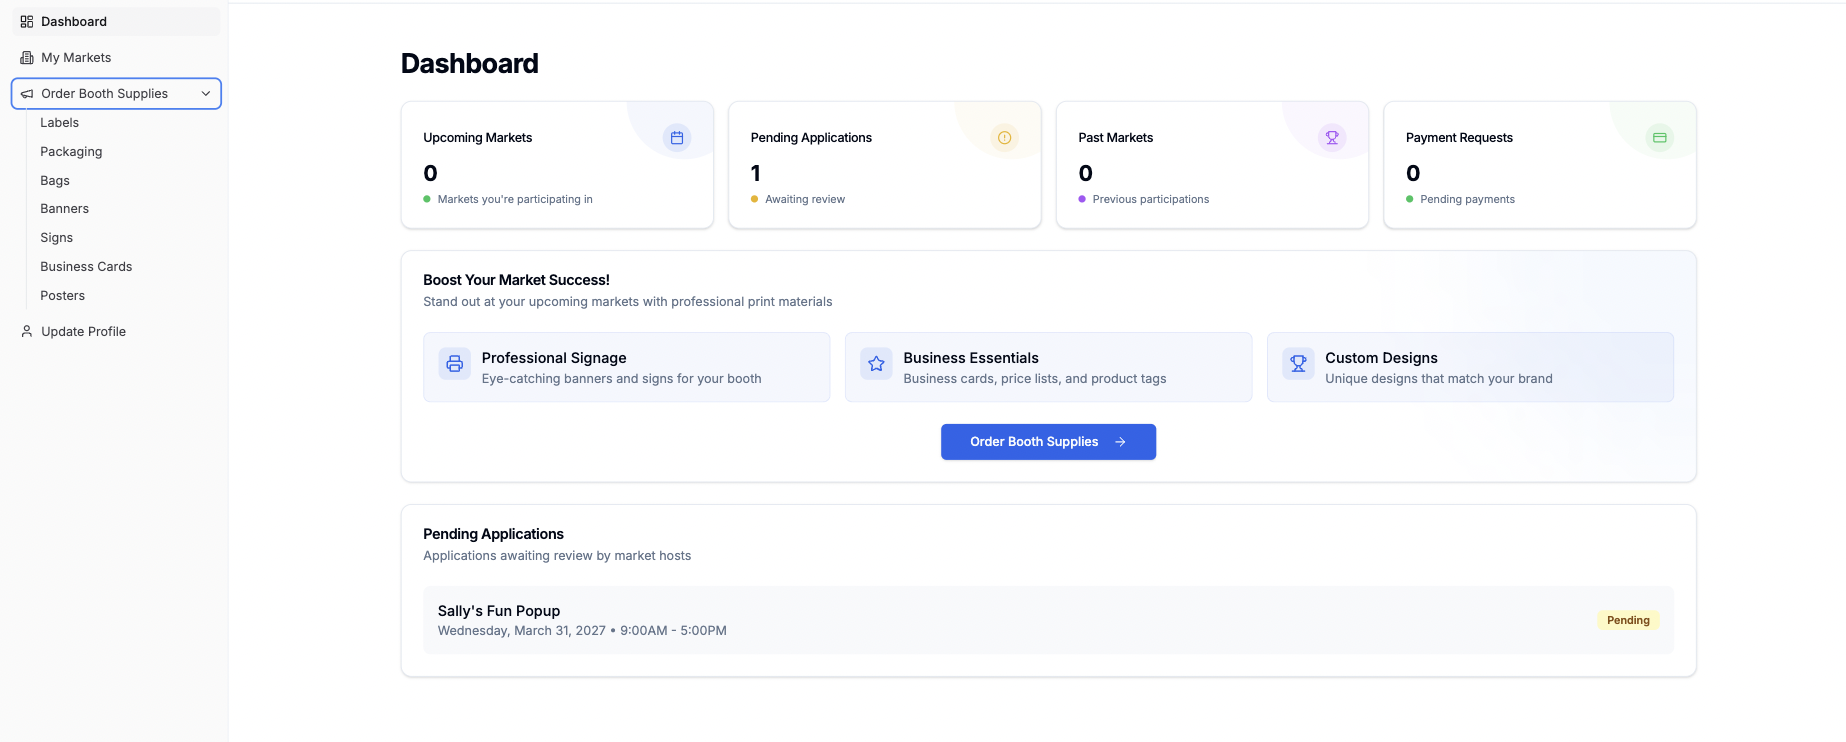 Dashboard
My Markets
Order Booth Supplies
Labels
Packaging
Bags
Banners
Signs
Business Cards
Posters
Update Profile
Dashboard
Upcoming Markets
0
Markets you're participating in
Pending Applications
1
Awaiting review
Past Markets
0
Previous participations
Payment Requests
0
Pending payments
Boost Your Market Success!
Stand out at your upcoming markets with professional print materials
Professional Signage
Eye-catching banners and signs for your booth
Business Essentials
Business cards, price lists, and product tags
Custom Designs
Unique designs that match your brand
Order Booth Supplies
Pending Applications
Applications awaiting review by market hosts
Sally's Fun Popup
Wednesday, March 31, 2027 • 9:00AM - 5:00PM
Pending